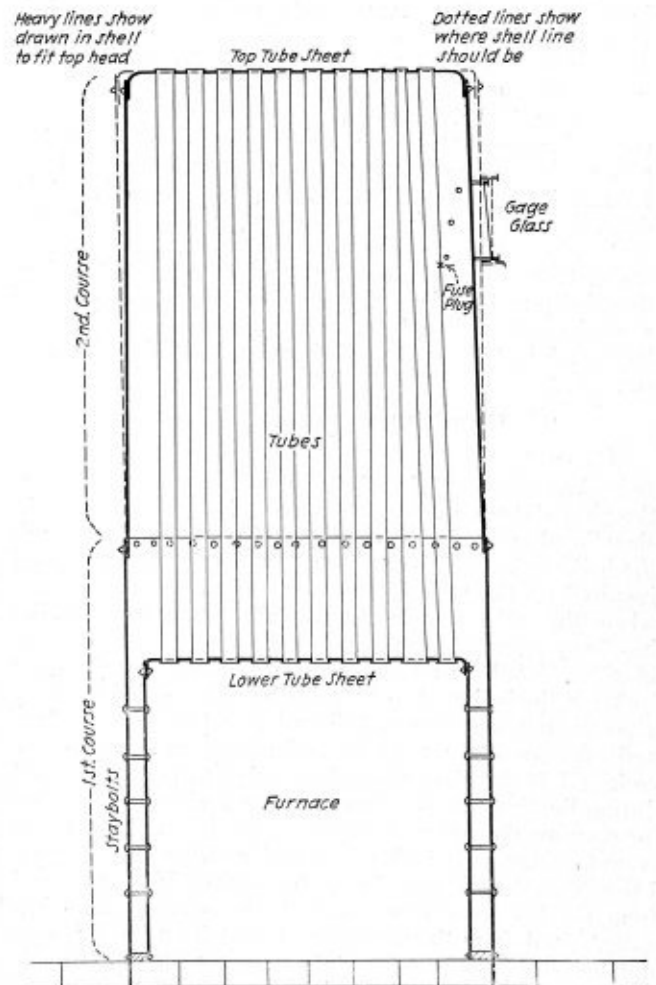 Heavy lines show
drawn in shell
to fit top head
Dotted lines show
where shell line
should be
Top Tube Sheet
Gage
Glass
Fuse
Plug
2nd. Course
Tubes
Lower Tube Sheet
1st. Course
Staybolts
Furnace